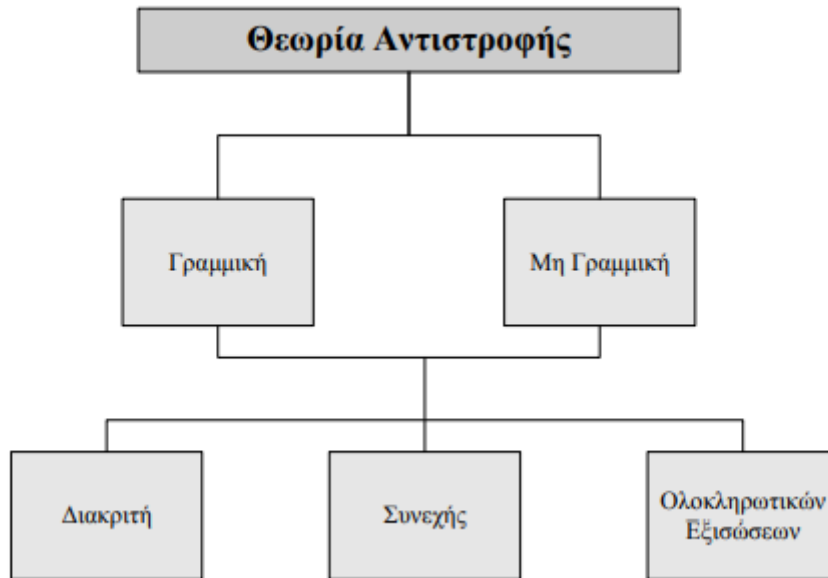 Θεωρία Αντιστροφής
Γραμμική
Μη Γραμμική
Διακριτή
Συνεχής
Ολοκληρωτικών
Εξισώσεων